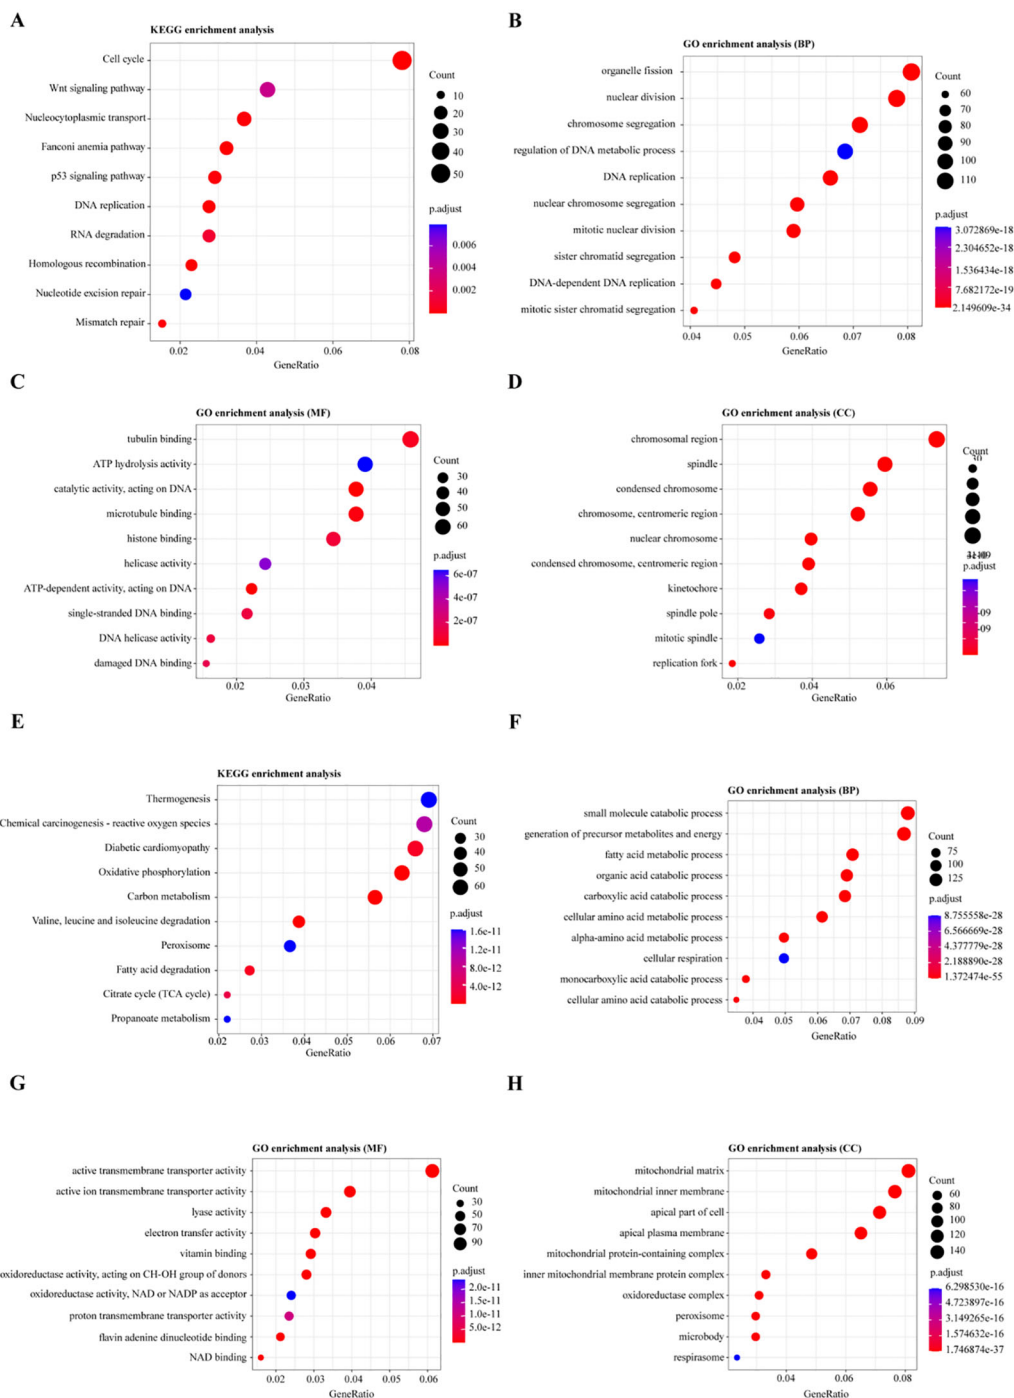 A
KEGG enrichment analysis
Cell cycle
Wnt signaling pathway
Nucleocytoplasmic transport
Fanconi anemia pathway
p53 signaling pathway
DNA replication
RNA degradation
Homologous recombination
Nucleotide excision repair
Mismatch repair
0.02 0.04 0.06 0.08
GeneRatio
Count
10
20
30
40
50
p.adjust
0.006
0.004
0.002
B
GO enrichment analysis (BP)
organelle fission
nuclear division
chromosome segregation
regulation of DNA metabolic process
DNA replication
nuclear chromosome segregation
mitotic nuclear division
sister chromatid segregation
DNA-dependent DNA replication
mitotic sister chromatid segregation
0.04 0.05 0.06 0.07 0.08
GeneRatio
Count
60
70
80
90
100
110
p.adjust
3.072869e-18
2.304652e-18
1.536434e-18
7.682172e-19
2.149609e-34
C
GO enrichment analysis (MF)
tubulin binding
ATP hydrolysis activity
catalytic activity, acting on DNA
microtubule binding
histone binding
helicase activity
ATP-dependent activity, acting on DNA
single-stranded DNA binding
DNA helicase activity
damaged DNA binding
0.02 0.03 0.04
GeneRatio
Count
30
40
50
60
p.adjust
6e-07
4e-07
2e-07
D
GO enrichment analysis (CC)
chromosomal region
spindle
condensed chromosome
chromosome, centromeric region
nuclear chromosome
condensed chromosome, centromeric region
kinetochore
spindle pole
mitotic spindle
replication fork
0.02 0.04 0.06
GeneRatio
Count
p.adjust
09
09
E
KEGG enrichment analysis
Thermogenesis
Chemical carcinogenesis - reactive oxygen species
Diabetic cardiomyopathy
Oxidative phosphorylation
Carbon metabolism
Valine, leucine and isoleucine degradation
Peroxisome
Fatty acid degradation
Citrate cycle (TCA cycle)
Propanoate metabolism
0.02 0.03 0.04 0.05 0.06 0.07
GeneRatio
Count
30
40
50
60
p.adjust
1.6e-11
1.2e-11
8.0e-12
4.0e-12
F
GO enrichment analysis (BP)
small molecule catabolic process
generation of precursor metabolites and energy
fatty acid metabolic process
organic acid catabolic process
carboxylic acid catabolic process
cellular amino acid metabolic process
alpha-amino acid metabolic process
cellular respiration
monocarboxylic acid catabolic process
cellular amino acid catabolic process
0.04 0.05 0.06 0.07 0.08 0.09
GeneRatio
Count
75
100
125
p.adjust
8.755558e-28
6.566669e-28
4.377779e-28
2.188890e-28
1.372474e-55
G
GO enrichment analysis (MF)
active transmembrane transporter activity
active ion transmembrane transporter activity
lyase activity
electron transfer activity
vitamin binding
oxidoreductase activity, acting on CH-OH group of donors
oxidoreductase activity, NAD or NADP as acceptor
proton transmembrane transporter activity
flavin adenine dinucleotide binding
NAD binding
0.02 0.03 0.04 0.05 0.06
GeneRatio
Count
30
50
70
90
p.adjust
2.0e-11
1.5e-11
1.0e-11
5.0e-12
H
GO enrichment analysis (CC)
mitochondrial matrix
mitochondrial inner membrane
apical part of cell
apical plasma membrane
mitochondrial protein-containing complex
inner mitochondrial membrane protein complex
oxidoreductase complex
peroxisome
microbody
respirasome
0.04 0.06 0.08
GeneRatio
Count
60
80
100
120
140
p.adjust
6.298530e-16
4.723897e-16
3.149265e-16
1.574632e-16
1.746874e-37